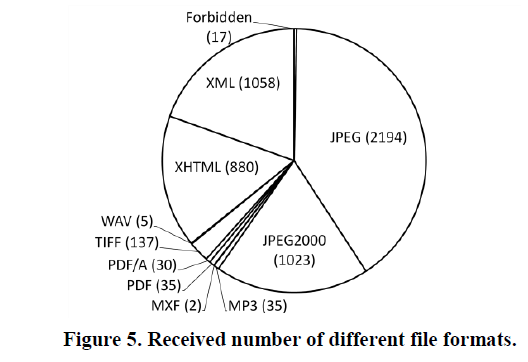 Forbidden
(17)
XML (1058)
JPEG (2194)
XHTML (880)
WAV (5)
TIFF (137)
JPEG2000
(1023)
PDF/A (30)
PDF (35)
MXF (2)
MP3 (35)
Figure 5. Received number of different file formats.